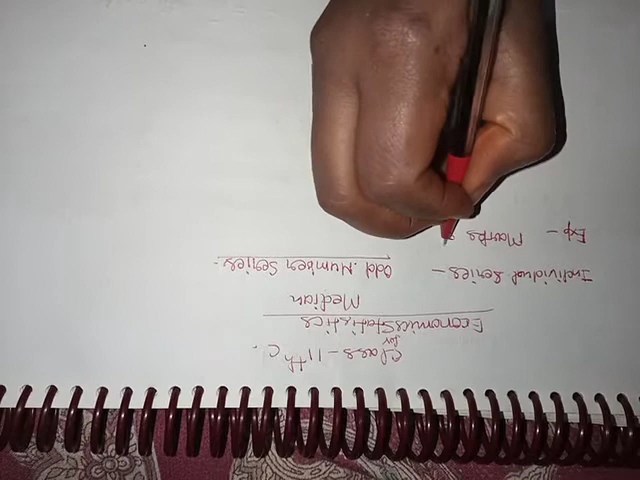 Class - 11th C.
for
Economics Statistics
Median
Individual Series - Odd Number Series.
Exp - Marks